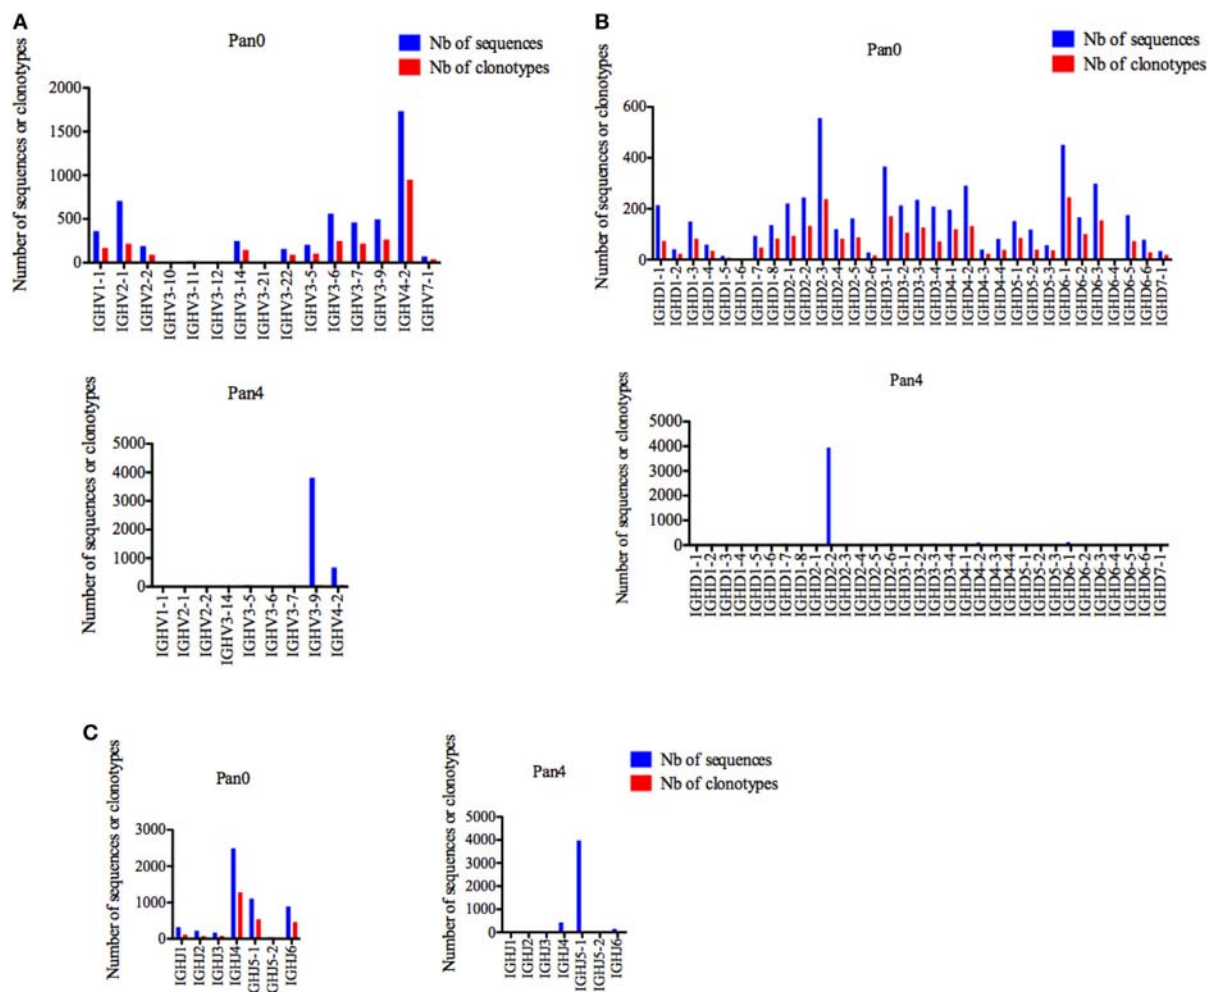 A
Pan0
Nb of sequences
Nb of clonotypes
Number of sequences or clonotypes
2000
1500
1000
500
0
IGHV1-1
IGHV2-1
IGHV2-2
IGHV3-10
IGHV3-11
IGHV3-12
IGHV3-14
IGHV3-21
IGHV3-22
IGHV3-5
IGHV3-6
IGHV3-7
IGHV3-9
IGHV4-2
IGHV7-1
B
Pan0
Nb of sequences
Nb of clonotypes
Number of sequences or clonotypes
600
400
200
0
IGHD1-1
IGHD1-2
IGHD1-3
IGHD1-4
IGHD1-5
IGHD1-6
IGHD1-7
IGHD1-8
IGHD2-1
IGHD2-2
IGHD2-3
IGHD2-4
IGHD2-5
IGHD2-6
IGHD3-1
IGHD3-2
IGHD3-3
IGHD3-4
IGHD4-1
IGHD4-2
IGHD4-3
IGHD4-4
IGHD5-1
IGHD5-2
IGHD5-3
IGHD6-1
IGHD6-2
IGHD6-3
IGHD6-4
IGHD6-5
IGHD6-6
IGHD7-1
Pan4
Number of sequences or clonotypes
5000
4000
3000
2000
1000
0
IGHV1-1
IGHV2-1
IGHV2-2
IGHV3-14
IGHV3-5
IGHV3-6
IGHV3-7
IGHV3-9
IGHV4-2
Pan4
Number of sequences or clonotypes
5000
4000
3000
2000
1000
0
IGHD1-1
IGHD1-2
IGHD1-3
IGHD1-4
IGHD1-5
IGHD1-6
IGHD1-7
IGHD1-8
IGHD2-1
IGHD2-2
IGHD2-3
IGHD2-4
IGHD2-5
IGHD2-6
IGHD3-1
IGHD3-2
IGHD3-3
IGHD3-4
IGHD4-1
IGHD4-2
IGHD4-3
IGHD4-4
IGHD5-1
IGHD5-2
IGHD5-3
IGHD6-1
IGHD6-2
IGHD6-3
IGHD6-4
IGHD6-5
IGHD6-6
IGHD7-1
C
Pan0
Number of sequences or clonotypes
3000
2000
1000
0
IGHJ1
IGHJ2
IGHJ3
IGHJ4
GHJ5-1
GHJ5-2
IGHJ6
Pan4
Nb of sequences
Nb of clonotypes
Number of sequences or clonotypes
5000
4000
3000
2000
1000
0
IGHJ1
IGHJ2
IGHJ3
IGHJ4
IGHJ5-1
IGHJ5-2
IGHJ6